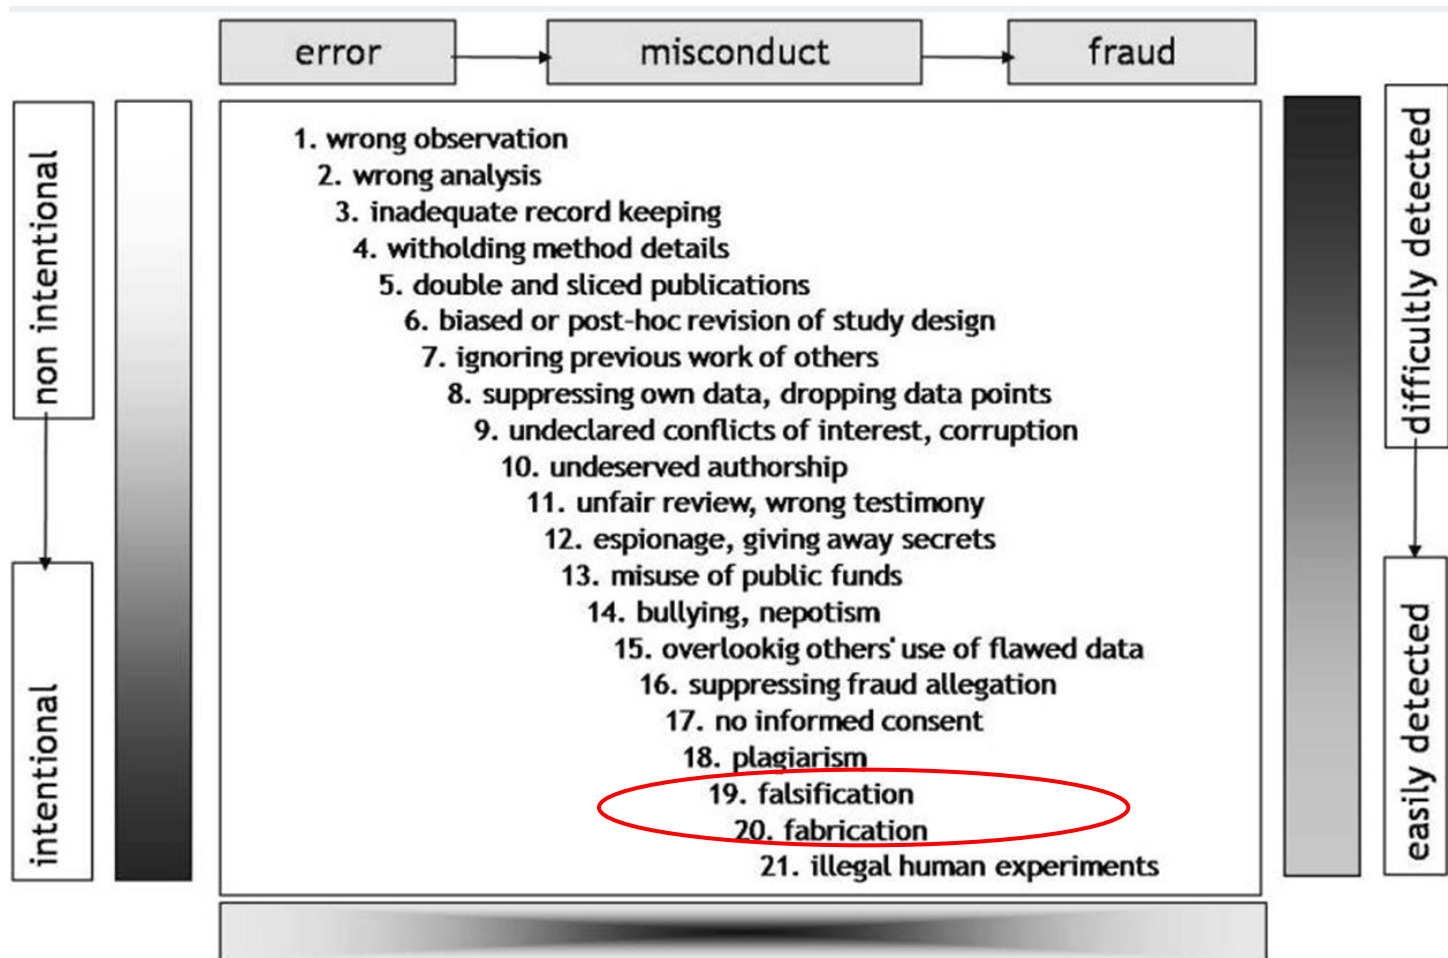 error
misconduct
fraud
non intentional
intentional
1. wrong observation
2. wrong analysis
3. inadequate record keeping
4. witholding method details
5. double and sliced publications
6. biased or post-hoc revision of study design
7. ignoring previous work of others
8. suppressing own data, dropping data points
9. undeclared conflicts of interest, corruption
10. undeserved authorship
11. unfair review, wrong testimony
12. espionage, giving away secrets
13. misuse of public funds
14. bullying, nepotism
15. overlookig others' use of flawed data
16. suppressing fraud allegation
17. no informed consent
18. plagiarism
19. falsification
20. fabrication
21. illegal human experiments
difficultly detected
easily detected